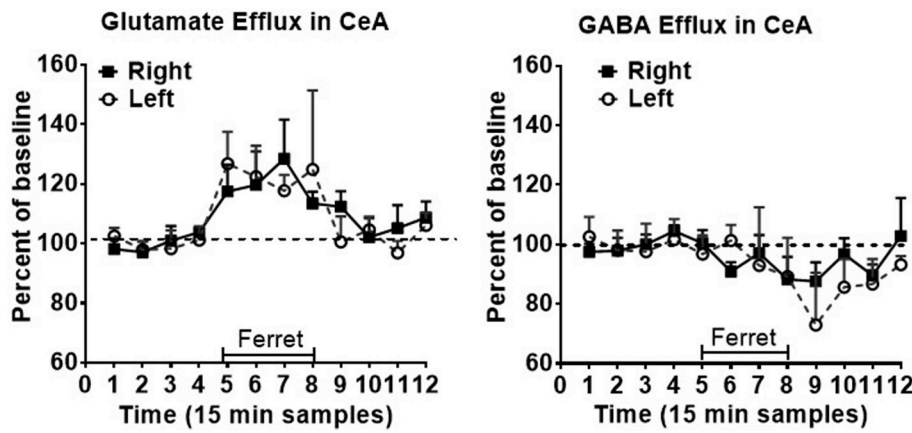 Glutamate Efflux in CeA
Percent of baseline
160
140
120
100
80
60
Right
Left
Ferret
0 1 2 3 4 5 6 7 8 9 10 11 12
Time (15 min samples)
GABA Efflux in CeA
Percent of baseline
160
140
120
100
80
60
Right
Left
Ferret
0 1 2 3 4 5 6 7 8 9 10 11 12
Time (15 min samples)